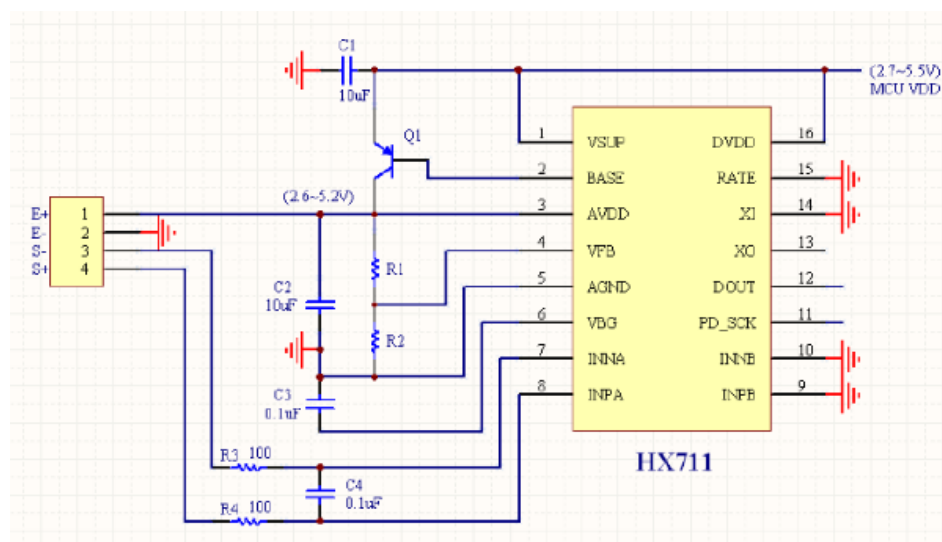 C1
10uF
(2.7~5.5V)
MCU VDD
Q1
1 VSUP DVDD 16
2 BASE RATE 15
(2.6~5.2V)
3 AVDD XI 14
4 VFB XO 13
5 AGND DOUT 12
6 VBG PD_SCK 11
7 INNA INNB 10
8 INPA INPB 9
E+ 1
E- 2
S- 3
S+ 4
R1
C2
10uF
R2
C3
0.1uF
HX711
R3 100
C4
0.1uF
R4 100